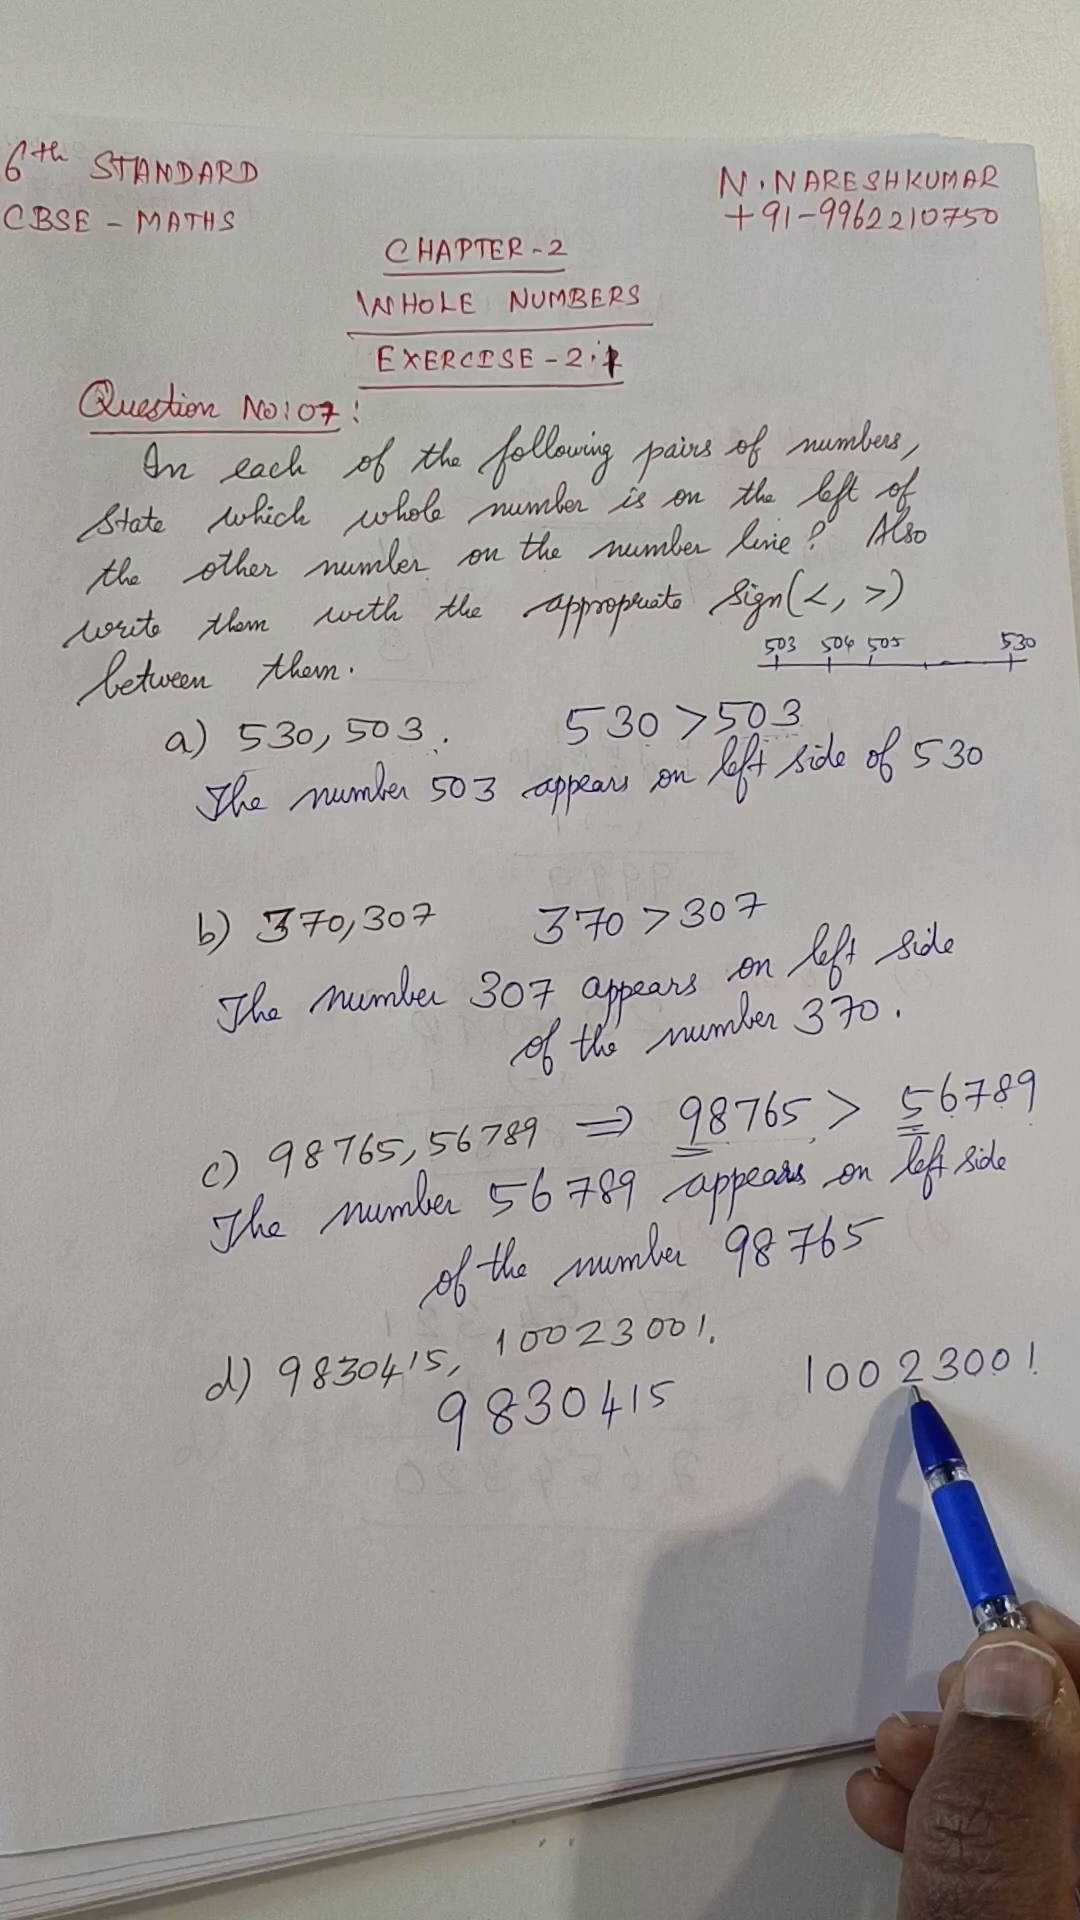 6th STANDARD
CBSE - MATHS
N. NARESHKUMAR
+91-9962210750
CHAPTER-2
WHOLE NUMBERS
EXERCISE-2.1
Question No:07:
In each of the following pairs of numbers,
state which whole number is on the left of
the other number on the number line? Also
write them with the appropriate sign(<, >)
between them.
503 504 505 530
a) 530, 503. 530 > 503
The number 503 appears on left side of 530
b) 370, 307 370 > 307
The number 307 appears on left side
of the number 370.
c) 98765, 56789 ⇒ 98765 > 56789
The number 56789 appears on left side
of the number 98765
d) 9830415, 10023001.
9830415 10023001